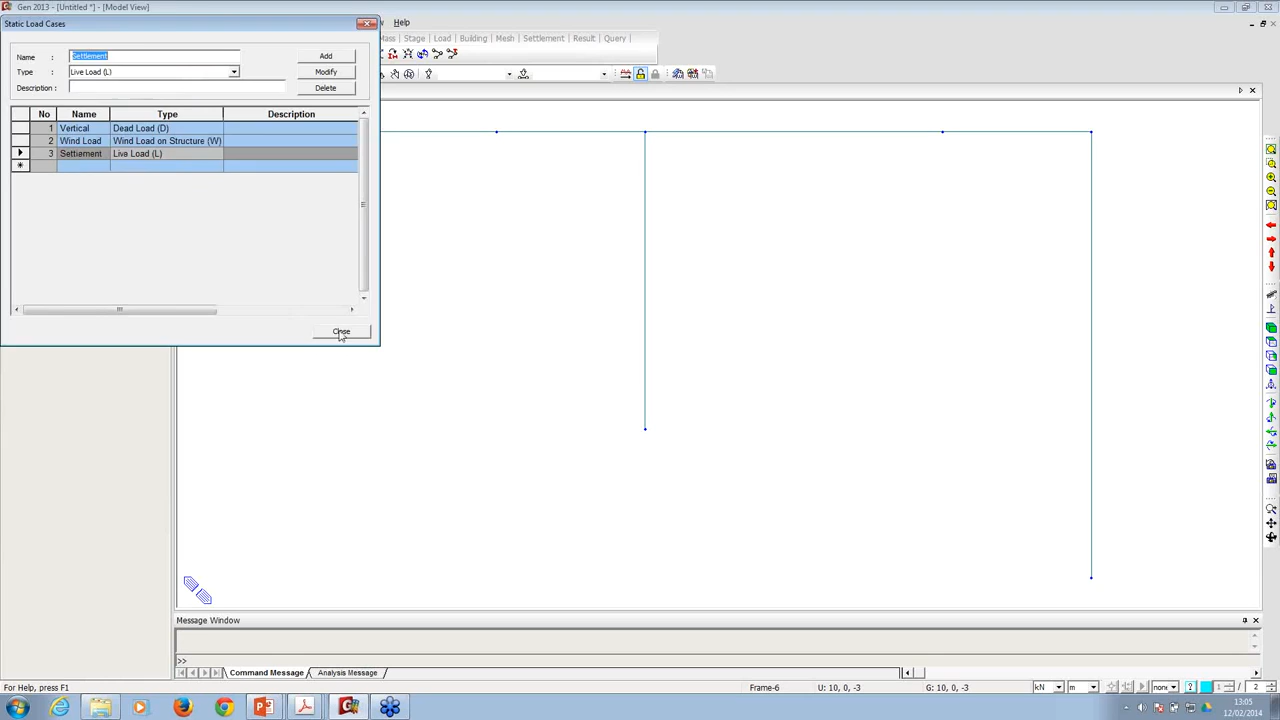 Gen 2013 - [Untitled *] - [Model View]
Static Load Cases
Help
Name :
Settlement
Add
Type :
Live Load (L)
Modify
Description :
Delete
Mass
Stage
Load
Building
Mesh
Settlement
Result
Query
No Name Type Description
1 Vertical Dead Load (D)
2 Wind Load Wind Load on Structure (W)
3 Settlement Live Load (L)
*
Close
Message Window
>>
Command Message
Analysis Message
For Help, press F1
Frame-6
U: 10, 0, -3
G: 10, 0, -3
kN
m
none
1 / 2
13:05
12/02/2014